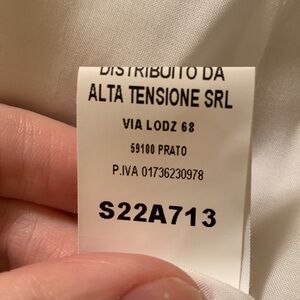 DISTRIBUITO DA
ALTA TENSIONE SRL
VIA LODZ 68
59100 PRATO
P.IVA 01736230978
S22A713